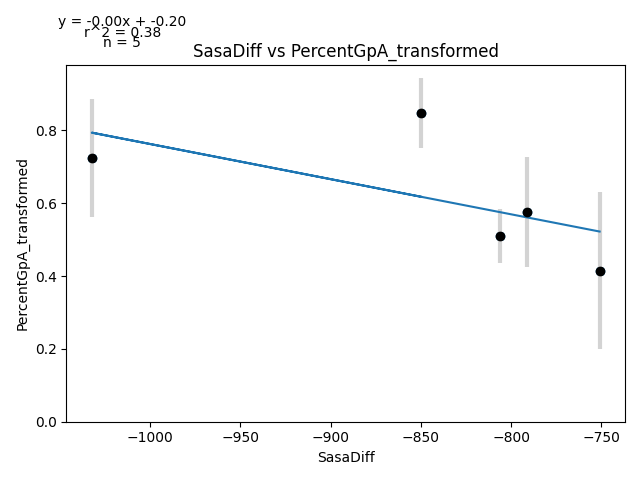 y = -0.00x + -0.20
r^2 = 0.38
n = 5
SasaDiff vs PercentGpA_transformed
PercentGpA_transformed
0.8
0.6
0.4
0.2
0.0
−1000
−950
−900
−850
−800
−750
SasaDiff